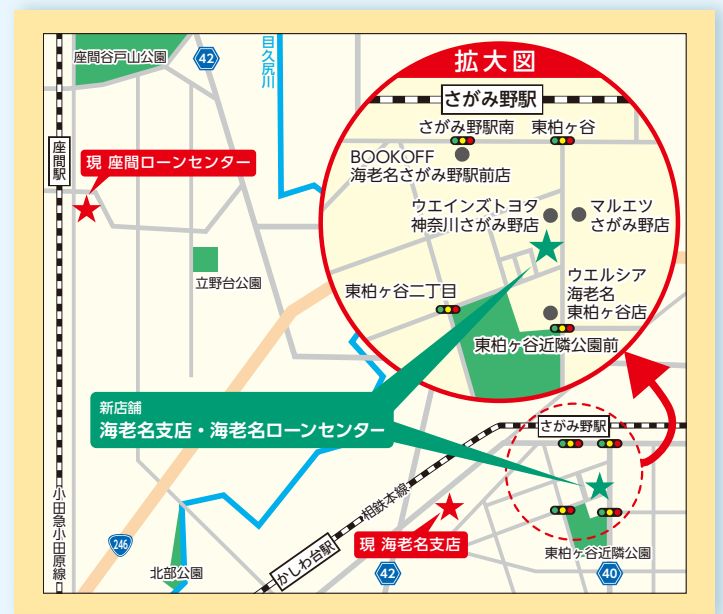 座間谷戸山公園
42
目久尻川
座間駅
現 座間ローンセンター
立野台公園
拡大図
さがみ野駅
さがみ野駅南
東柏ヶ谷
BOOKOFF
海老名さがみ野駅前店
ウエインズトヨタ
神奈川さがみ野店
マルエツ
さがみ野店
ウエルシア
海老名
東柏ヶ谷店
東柏ヶ谷二丁目
東柏ヶ谷近隣公園前
新店舗
海老名支店・海老名ローンセンター
さがみ野駅
相鉄本線
小田急小田原線
246
北部公園
かしわ台駅
現 海老名支店
42
東柏ヶ谷近隣公園
40